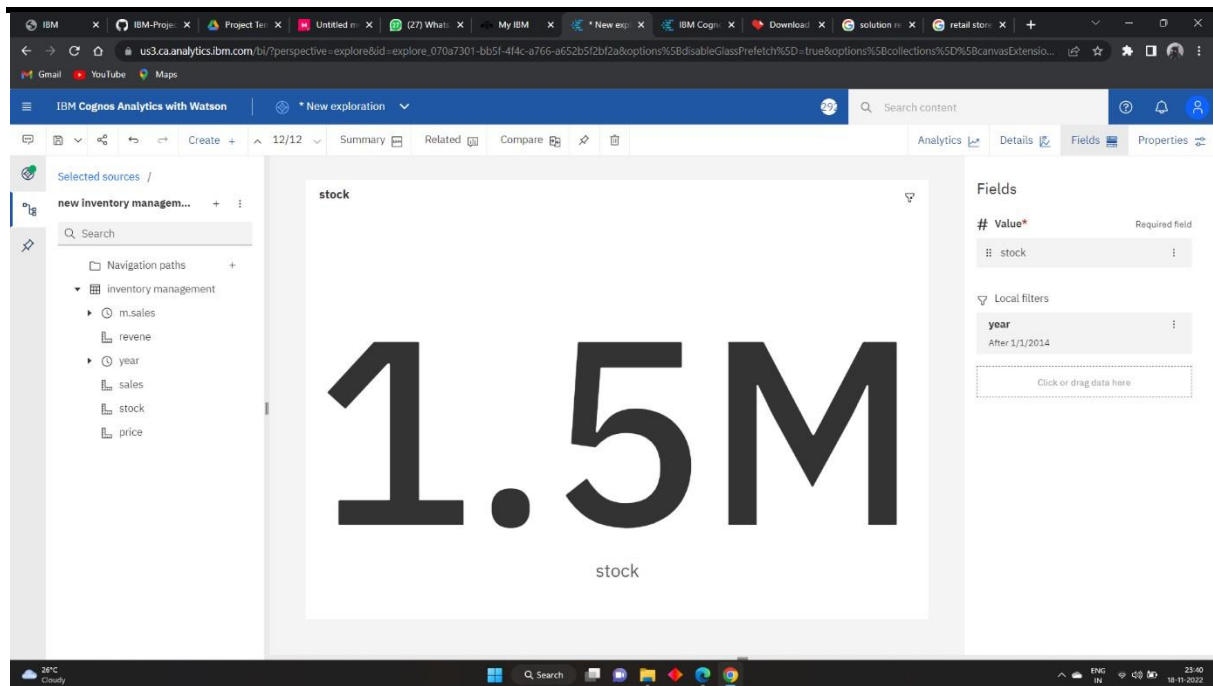 IBM
IBM-Projec
Project Ten
Untitled m
(27) Whats
My IBM
* New exp
IBM Cogn
Download
solution re
retail store
us3.ca.analytics.ibm.com/bi/?perspective=explore&id=explore_070a7301-bb5f-4f4c-a766-a652b5f2bf2a&options%5BdisableGlassPrefetch%5D=true&options%5Bcollections%5D%5BcanvasExtensio...
Gmail
YouTube
Maps
IBM Cognos Analytics with Watson
* New exploration
Search content
Create +
12/12
Summary
Related
Compare
Analytics
Details
Fields
Properties
Selected sources /
new inventory managem...
Search
Navigation paths
inventory management
m.sales
revene
year
sales
stock
price
stock
1.5M
stock
Fields
# Value*
Required field
stock
Local filters
year
After 1/1/2014
Click or drag data here
26°C
Cloudy
Search
ENG
IN
23:40
18-11-2022